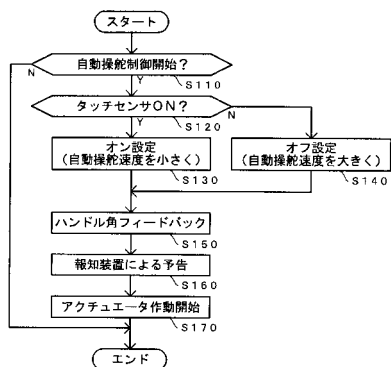 スタート
自動操舵制御開始？
N
Y
S110
タッチセンサON？
N
Y
S120
オン設定
（自動操舵速度を小さく）
S130
オフ設定
（自動操舵速度を大きく）
S140
ハンドル角フィードバック
S150
報知装置による予告
S160
アクチュエータ作動開始
S170
エンド